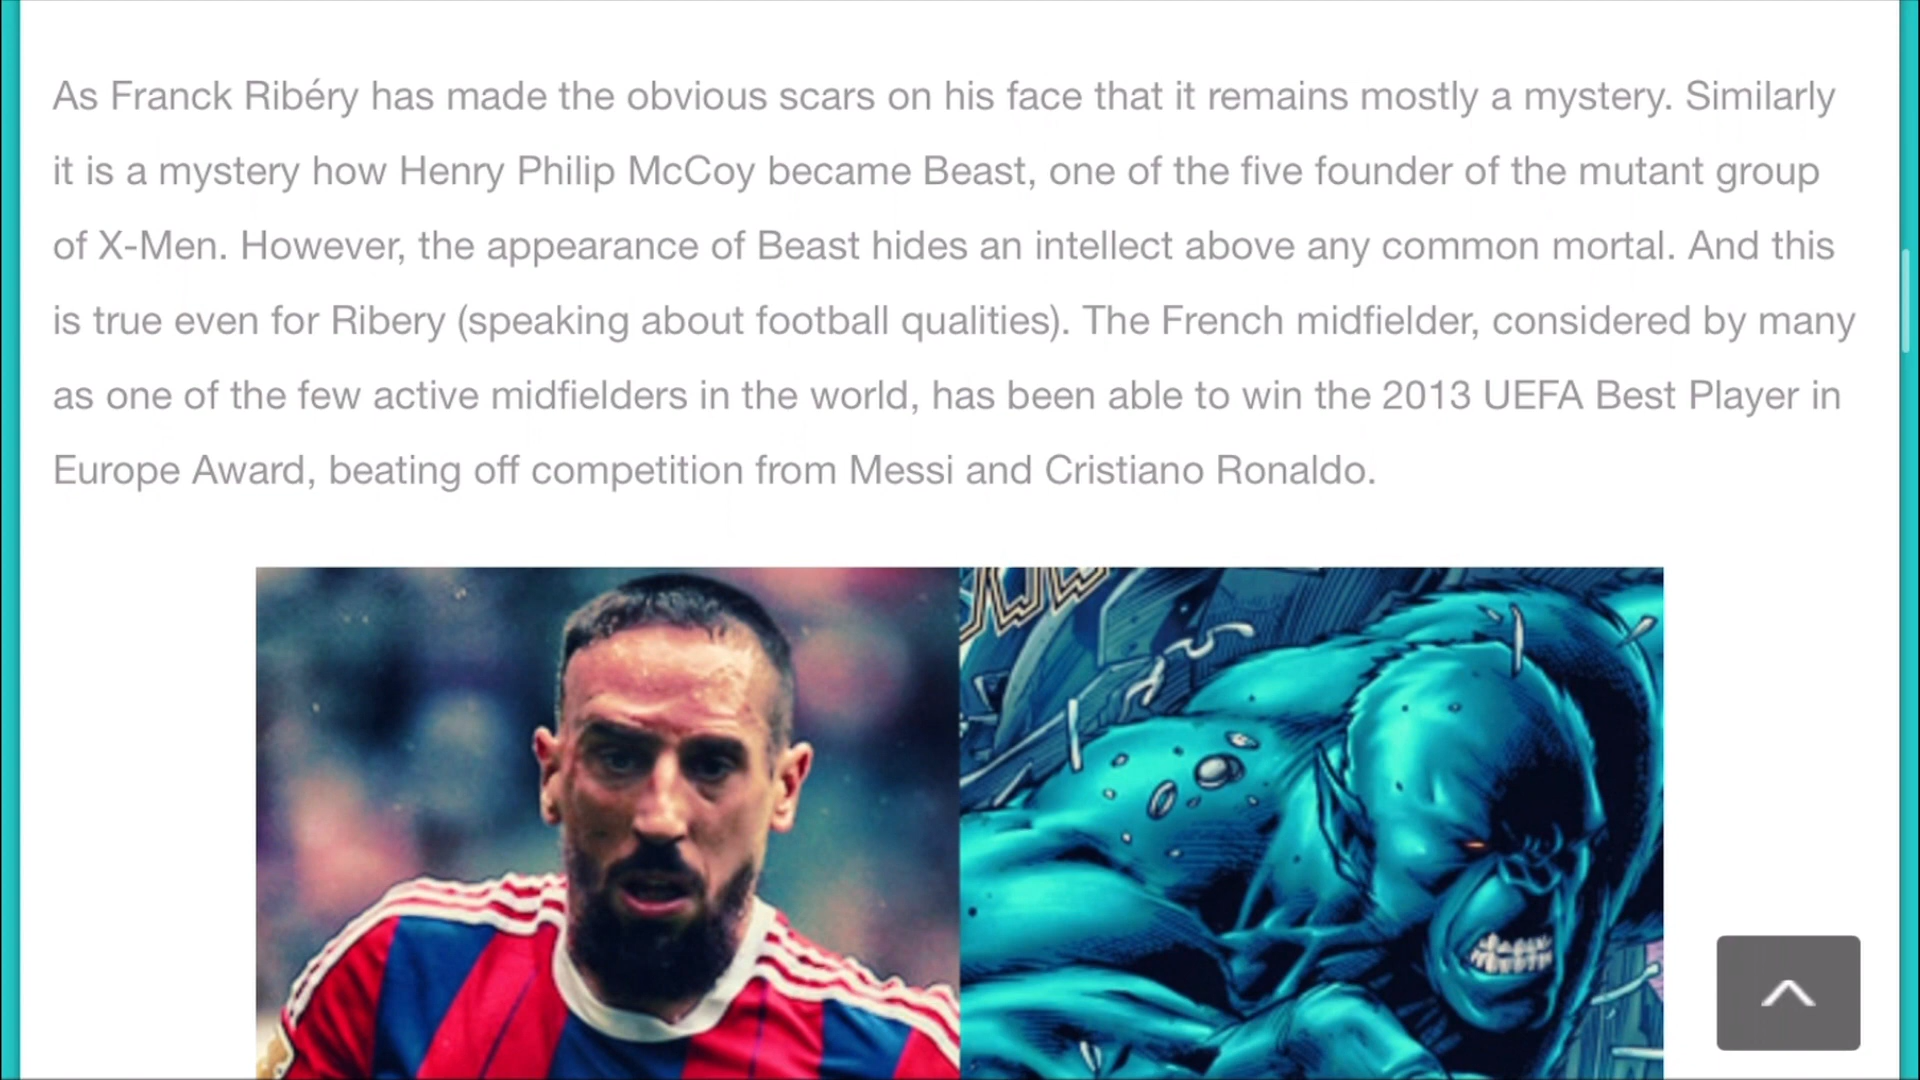 As Franck Ribéry has made the obvious scars on his face that it remains mostly a mystery. Similarly
it is a mystery how Henry Philip McCoy became Beast, one of the five founder of the mutant group
of X-Men. However, the appearance of Beast hides an intellect above any common mortal. And this
is true even for Ribery (speaking about football qualities). The French midfielder, considered by many
as one of the few active midfielders in the world, has been able to win the 2013 UEFA Best Player in
Europe Award, beating off competition from Messi and Cristiano Ronaldo.